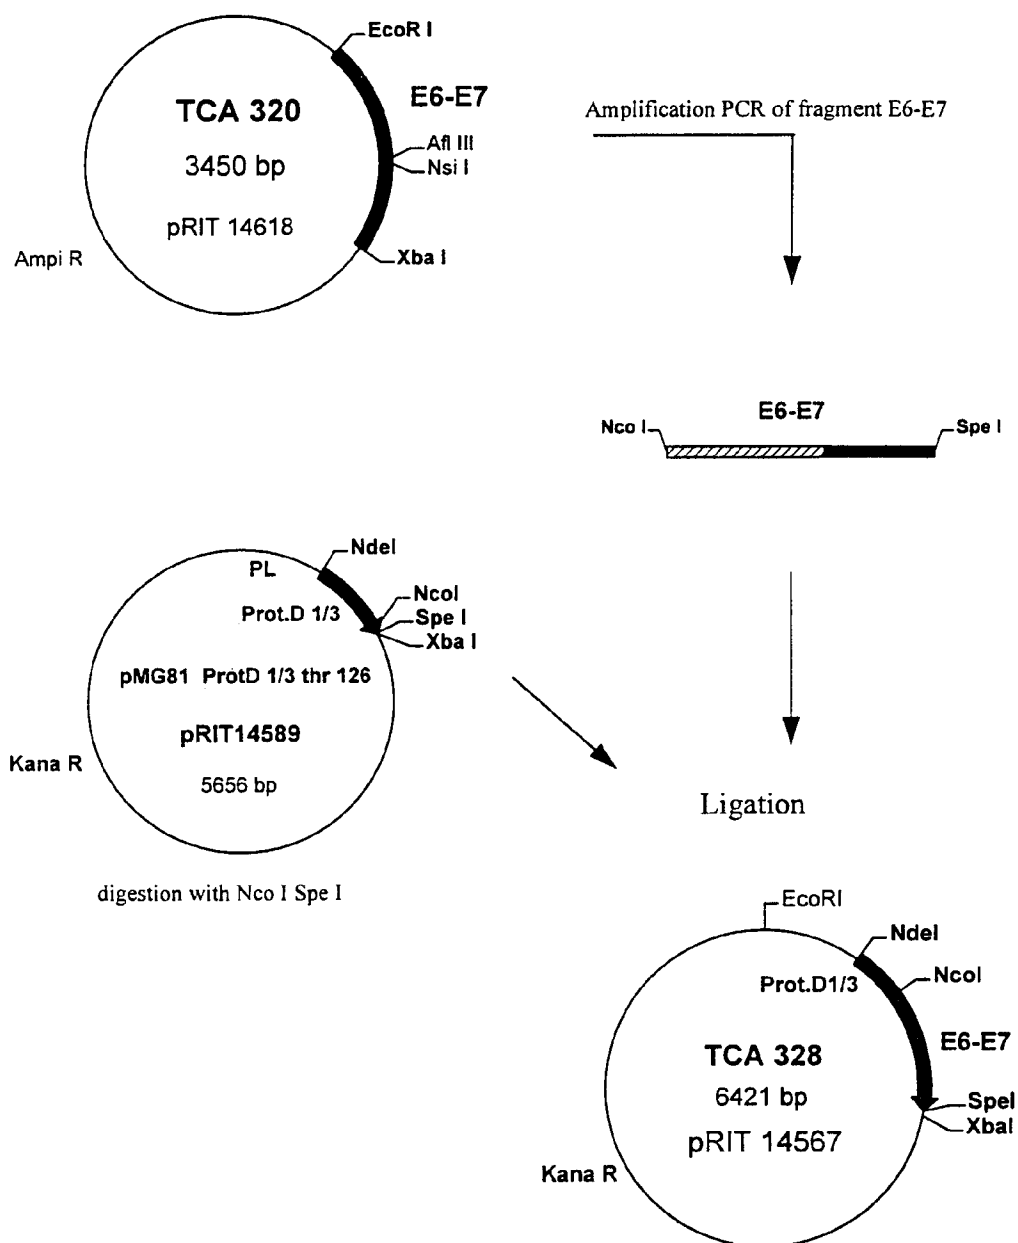 EcoR I
TCA 320
E6-E7
3450 bp
Afl III
Nsi I
pRIT 14618
Ampi R
Xba I
Amplification PCR of fragment E6-E7
E6-E7
Nco I
Spe I
NdeI
PL
NcoI
Prot.D 1/3
Spe I
Xba I
pMG81 ProtD 1/3 thr 126
pRIT14589
Kana R
5656 bp
digestion with Nco I Spe I
Ligation
EcoRI
NdeI
Prot.D1/3
NcoI
E6-E7
TCA 328
6421 bp
SpeI
XbaI
pRIT 14567
Kana R